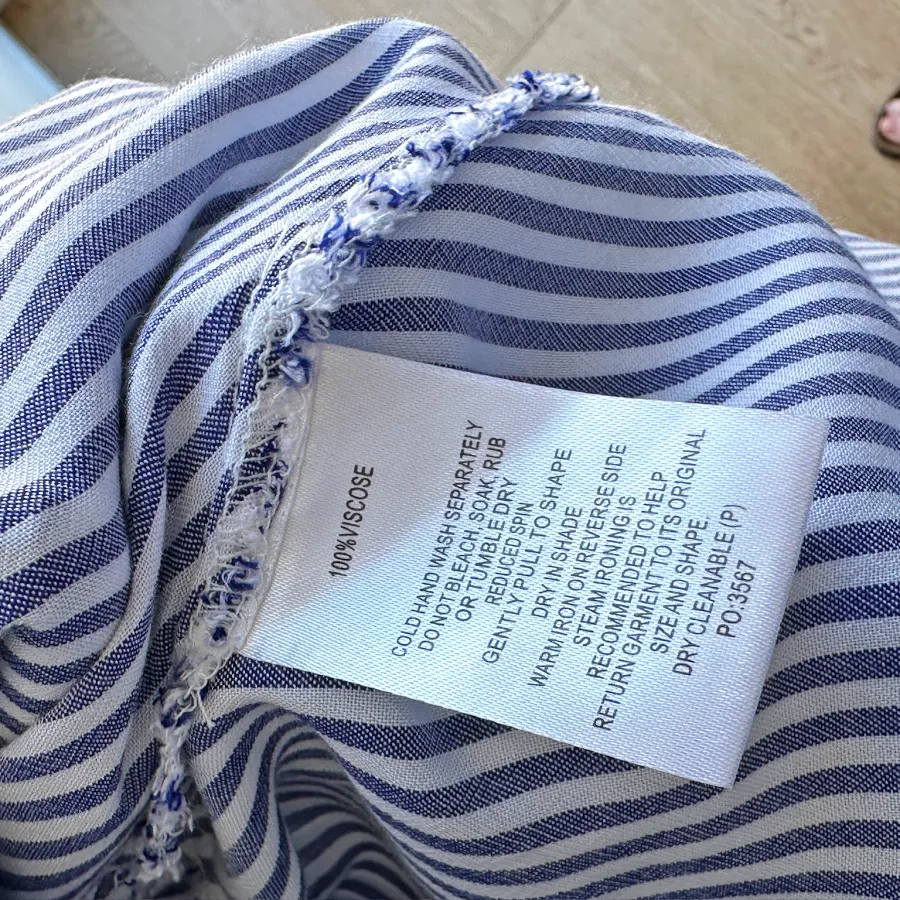 100%VISCOSE
COLD HAND WASH SEPARATELY
DO NOT BLEACH, SOAK, RUB
OR TUMBLE DRY
REDUCED SPIN
GENTLY PULL TO SHAPE
DRY IN SHADE
WARM IRON ON REVERSE SIDE
STEAM IRONING IS
RECOMMENDED TO HELP
RETURN GARMENT TO ITS ORIGINAL
SIZE AND SHAPE.
DRY CLEANABLE (P)
PO:3567